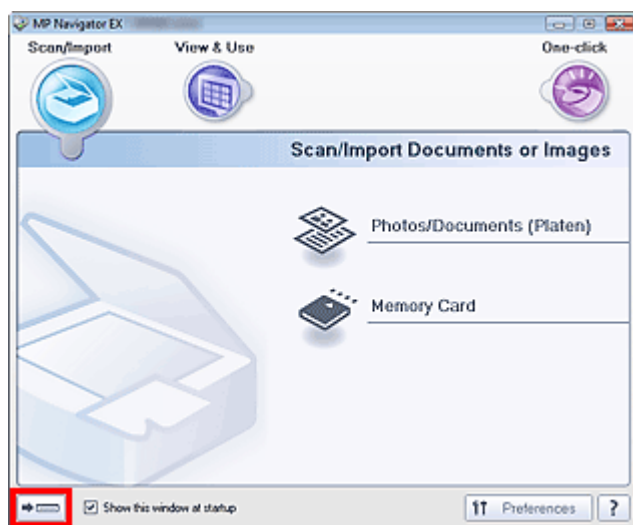 MP Navigator EX
Scan/Import
View & Use
One-click
Scan/Import Documents or Images
Photos/Documents (Platen)
Memory Card
Show this window at startup
Preferences
?